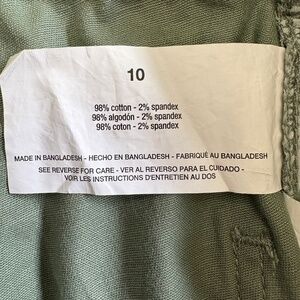 10
98% cotton - 2% spandex
98% algodón - 2% spandex
98% coton - 2% spandex
MADE IN BANGLADESH - HECHO EN BANGLADESH - FABRIQUÉ AU BANGLADESH
SEE REVERSE FOR CARE - VER AL REVERSO PARA EL CUIDADO -
VOIR LES INSTRUCTIONS D'ENTRETIEN AU DOS